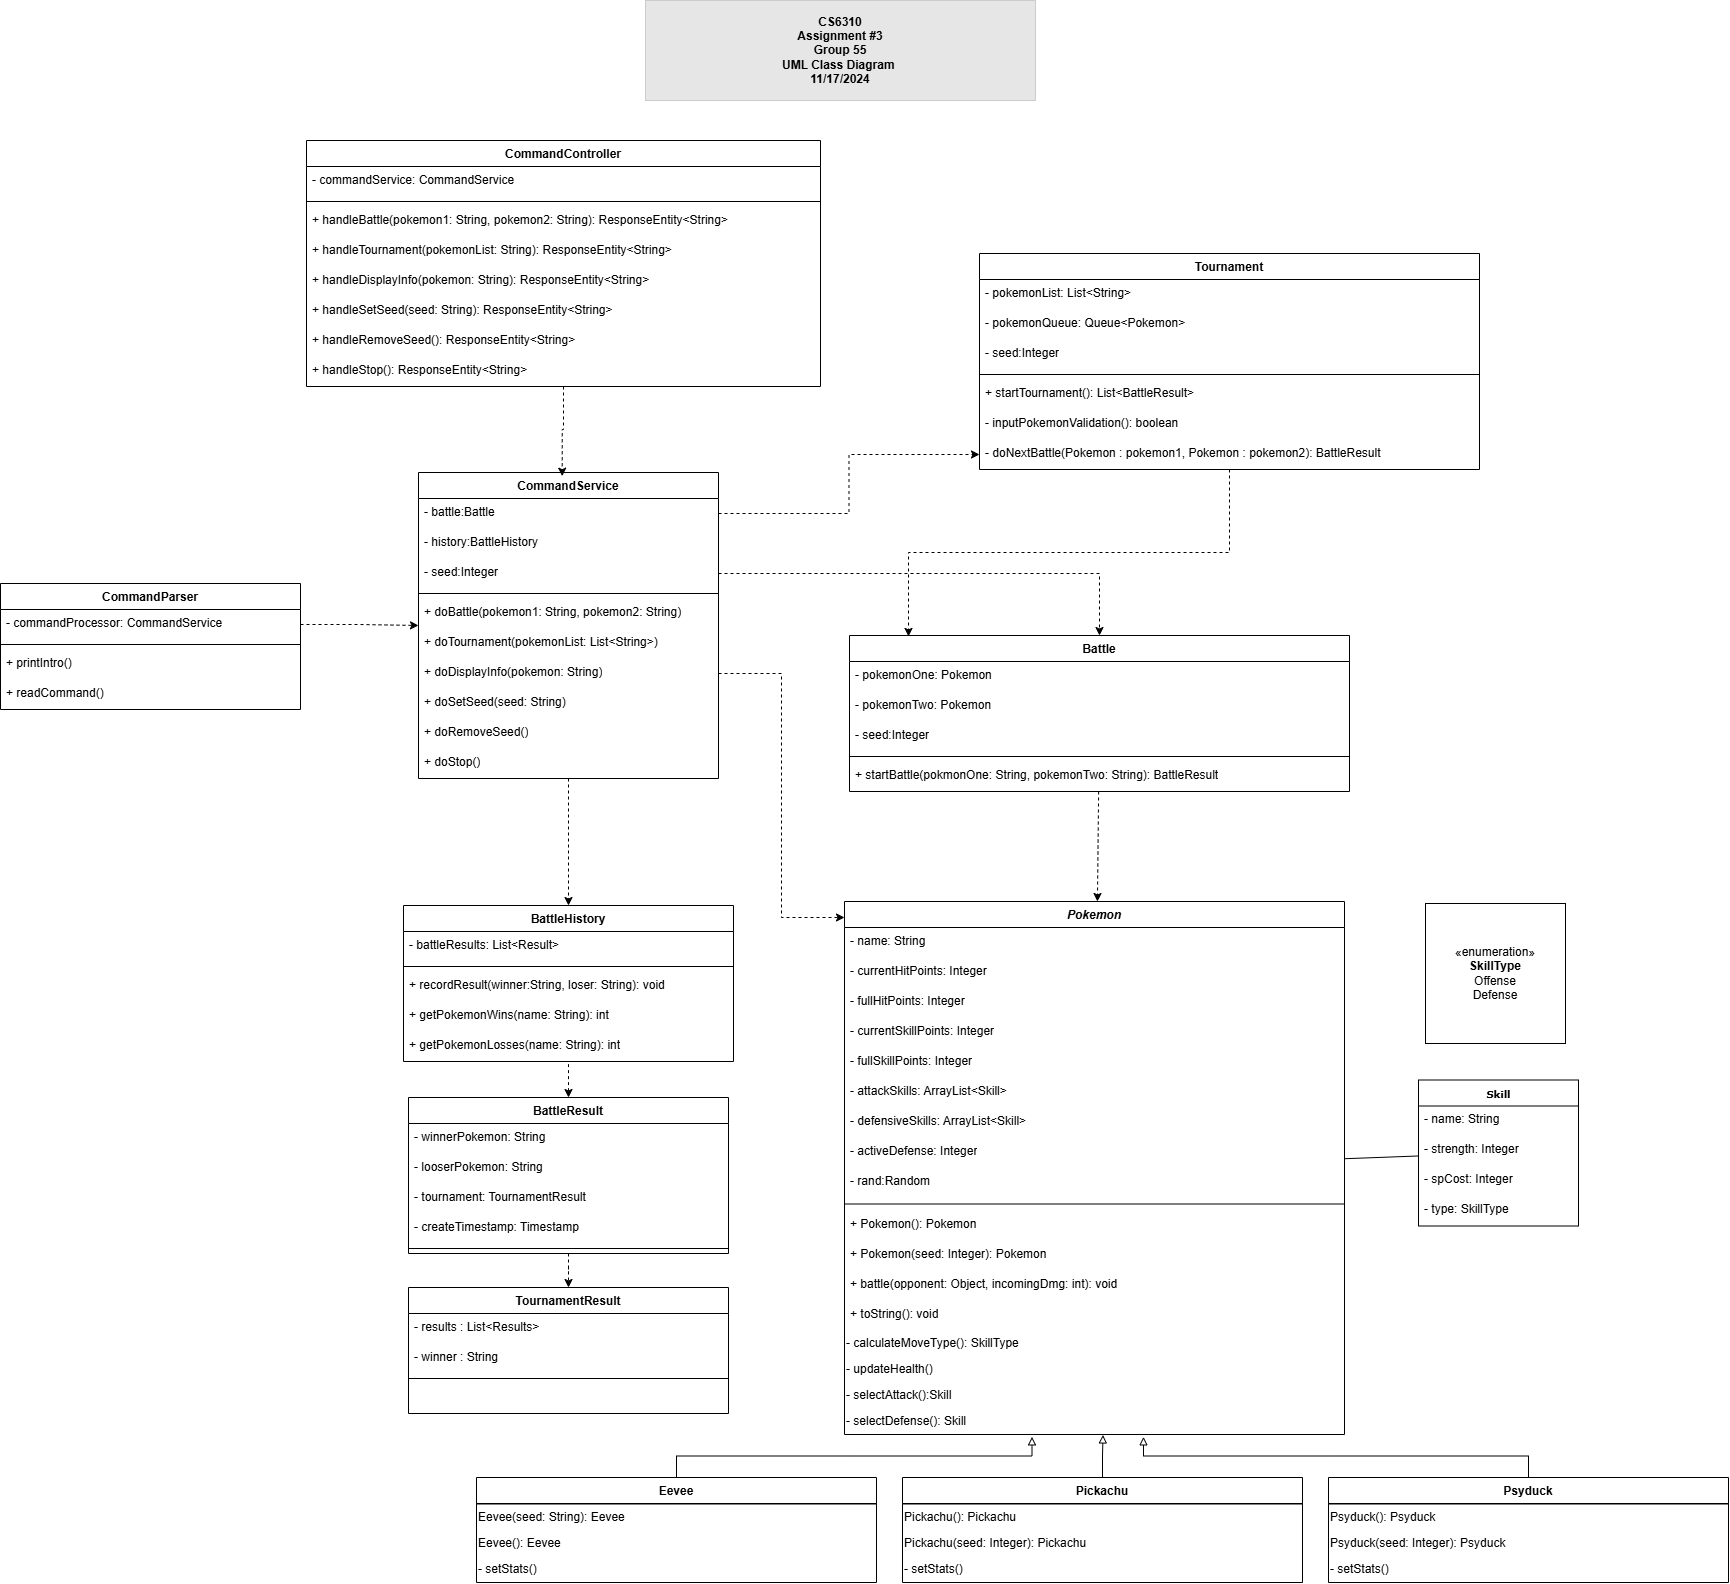 CS6310
Assignment #3
Group 55
UML Class Diagram
11/17/2024
CommandController
- commandService: CommandService
+ handleBattle(pokemon1: String, pokemon2: String): ResponseEntity<String>
+ handleTournament(pokemonList: String): ResponseEntity<String>
+ handleDisplayInfo(pokemon: String): ResponseEntity<String>
+ handleSetSeed(seed: String): ResponseEntity<String>
+ handleRemoveSeed(): ResponseEntity<String>
+ handleStop(): ResponseEntity<String>
Tournament
- pokemonList: List<String>
- pokemonQueue: Queue<Pokemon>
- seed:Integer
+ startTournament(): List<BattleResult>
- inputPokemonValidation(): boolean
- doNextBattle(Pokemon : pokemon1, Pokemon : pokemon2): BattleResult
CommandService
- battle:Battle
- history:BattleHistory
- seed:Integer
+ doBattle(pokemon1: String, pokemon2: String)
+ doTournament(pokemonList: List<String>)
+ doDisplayInfo(pokemon: String)
+ doSetSeed(seed: String)
+ doRemoveSeed()
+ doStop()
CommandParser
- commandProcessor: CommandService
+ printIntro()
+ readCommand()
Battle
- pokemonOne: Pokemon
- pokemonTwo: Pokemon
- seed:Integer
+ startBattle(pokmonOne: String, pokemonTwo: String): BattleResult
BattleHistory
- battleResults: List<Result>
+ recordResult(winner:String, loser: String): void
+ getPokemonWins(name: String): int
+ getPokemonLosses(name: String): int
BattleResult
- winnerPokemon: String
- looserPokemon: String
- tournament: TournamentResult
- createTimestamp: Timestamp
TournamentResult
- results : List<Results>
- winner : String
Pokemon
- name: String
- currentHitPoints: Integer
- fullHitPoints: Integer
- currentSkillPoints: Integer
- fullSkillPoints: Integer
- attackSkills: ArrayList<Skill>
- defensiveSkills: ArrayList<Skill>
- activeDefense: Integer
- rand:Random
+ Pokemon(): Pokemon
+ Pokemon(seed: Integer): Pokemon
+ battle(opponent: Object, incomingDmg: int): void
+ toString(): void
- calculateMoveType(): SkillType
- updateHealth()
- selectAttack():Skill
- selectDefense(): Skill
«enumeration»
SkillType
Offense
Defense
Skill
- name: String
- strength: Integer
- spCost: Integer
- type: SkillType
Eevee
Eevee(seed: String): Eevee
Eevee(): Eevee
- setStats()
Pickachu
Pickachu(): Pickachu
Pickachu(seed: Integer): Pickachu
- setStats()
Psyduck
Psyduck(): Psyduck
Psyduck(seed: Integer): Psyduck
- setStats()